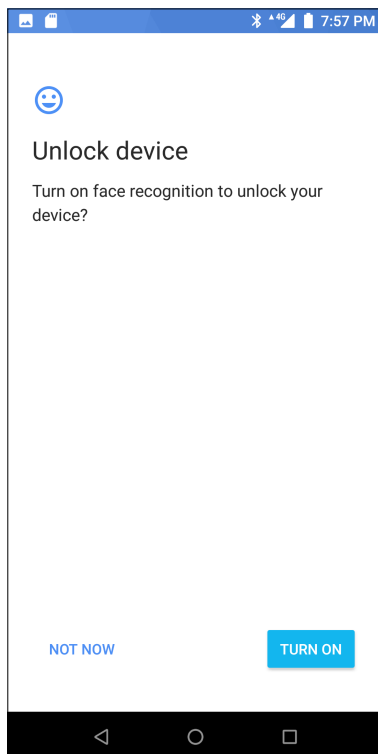 4G 7:57 PM
Unlock device
Turn on face recognition to unlock your
device?
NOT NOW TURN ON